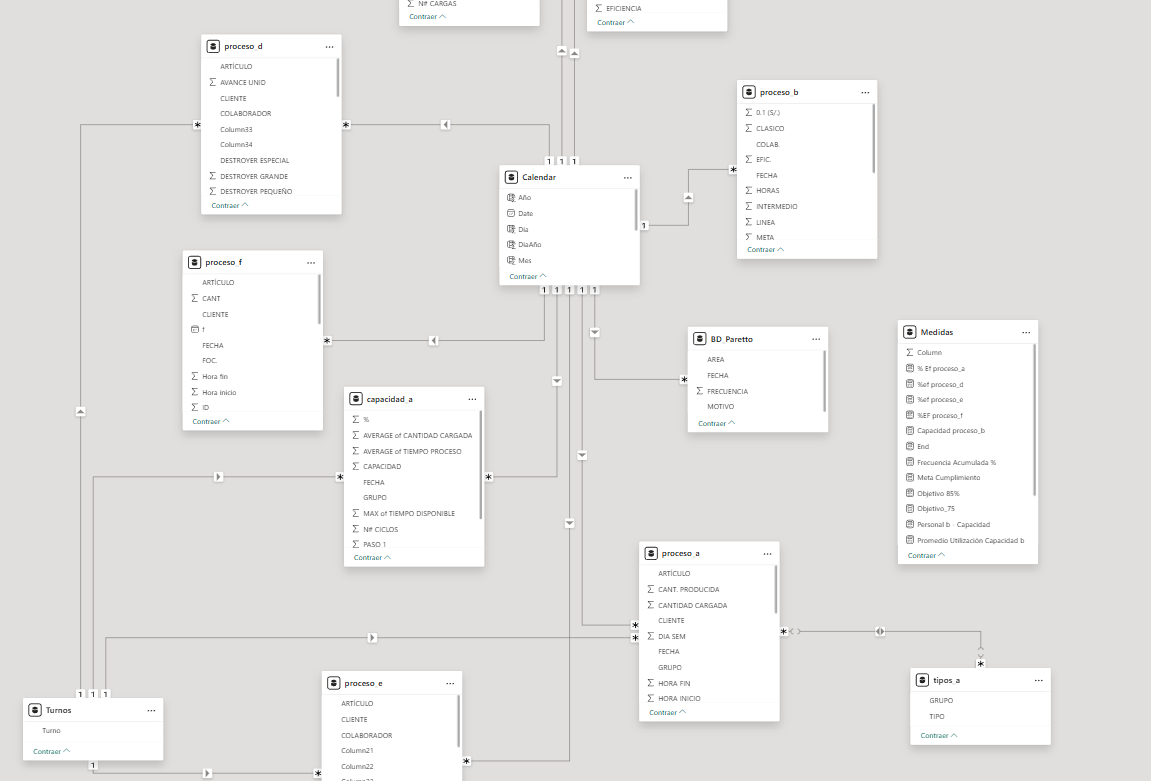 N# CARGAS
Contraer
EFICIENCIA
Contraer
proceso_d
ARTÍCULO
AVANCE UNID
CLIENTE
COLABORADOR
Column33
Column34
DESTROYER ESPECIAL
DESTROYER GRANDE
DESTROYER PEQUEÑO
Contraer
proceso_b
0.1 (S/.)
CLASICO
COLAB.
EFIC.
FECHA
HORAS
INTERMEDIO
LINEA
META
Contraer
Calendar
Año
Date
Dia
DiaAño
Mes
Contraer
proceso_f
ARTÍCULO
CANT
CLIENTE
f
FECHA
FOC.
Hora fin
Hora inicio
ID
Contraer
BD_Paretto
AREA
FECHA
FRECUENCIA
MOTIVO
Contraer
Medidas
Column
% Ef proceso_a
%ef proceso_d
%ef proceso_e
%EF proceso_f
Capacidad proceso_b
End
Frecuencia Acumulada %
Meta Cumplimiento
Objetivo 85%
Objetivo_75
Personal b - Capacidad
Promedio Utilización Capacidad b
Contraer
capacidad_a
%
AVERAGE of CANTIDAD CARGADA
AVERAGE of TIEMPO PROCESO
CAPACIDAD
FECHA
GRUPO
MAX of TIEMPO DISPONIBLE
N# CICLOS
PASO 1
Contraer
proceso_a
ARTÍCULO
CANT. PRODUCIDA
CANTIDAD CARGADA
CLIENTE
DIA SEM
FECHA
GRUPO
HORA FIN
HORA INICIO
Contraer
tipos_a
GRUPO
TIPO
Contraer
Turnos
Turno
Contraer
proceso_e
ARTÍCULO
CLIENTE
COLABORADOR
Column21
Column22
1
1
1
1
1
1
1
1
1
1
1
1
1